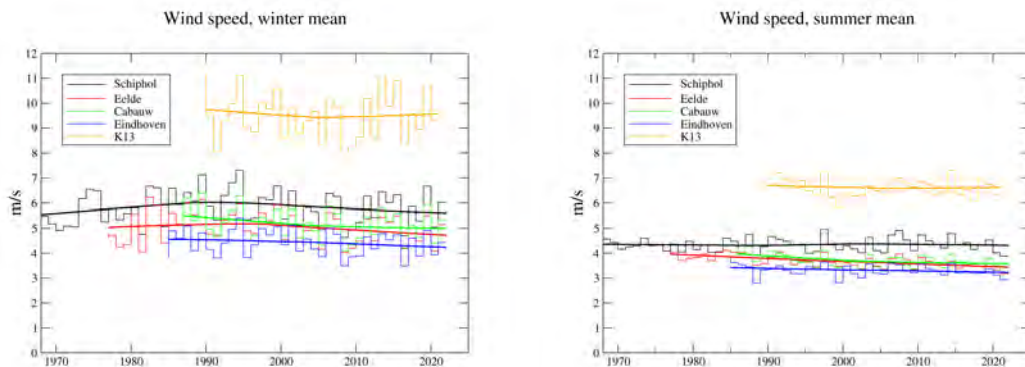 Wind speed, winter mean
12
11
10
9
8
7
6
5
4
3
2
1
0
m/s
Schiphol
Eelde
Cabauw
Eindhoven
K13
1970 1980 1990 2000 2010 2020
Wind speed, summer mean
12
11
10
9
8
7
6
5
4
3
2
1
0
m/s
Schiphol
Eelde
Cabauw
Eindhoven
K13
1970 1980 1990 2000 2010 2020